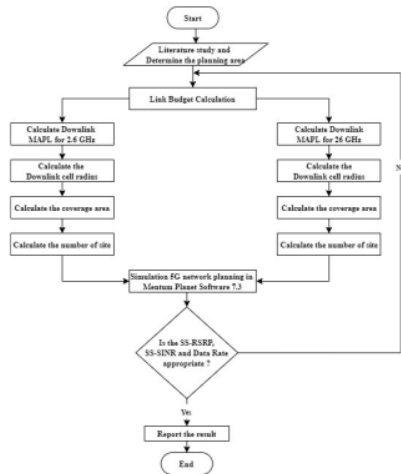 Start
Literature study and
Determine the planning area
Link Budget Calculation
Calculate Downlink
MAPL for 2.6 GHz
Calculate the
Downlink cell radius
Calculate the coverage area
Calculate the number of site
Calculate Downlink
MAPL for 26 GHz
Calculate the
Downlink cell radius
Calculate the coverage area
Calculate the number of site
N
Simulation 5G network planning in
Mentum Planet Software 7.3
Is the SS-RSRP,
SS-SINR and Data Rate
appropriate ?
Yes
Report the result
End